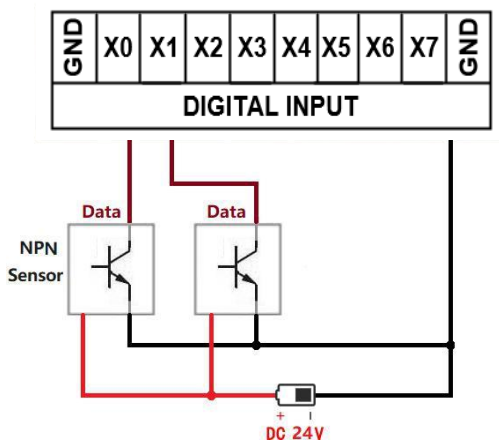 GND X0 X1 X2 X3 X4 X5 X6 X7 GND
DIGITAL INPUT
Data Data
NPN
Sensor
+ -
DC 24V